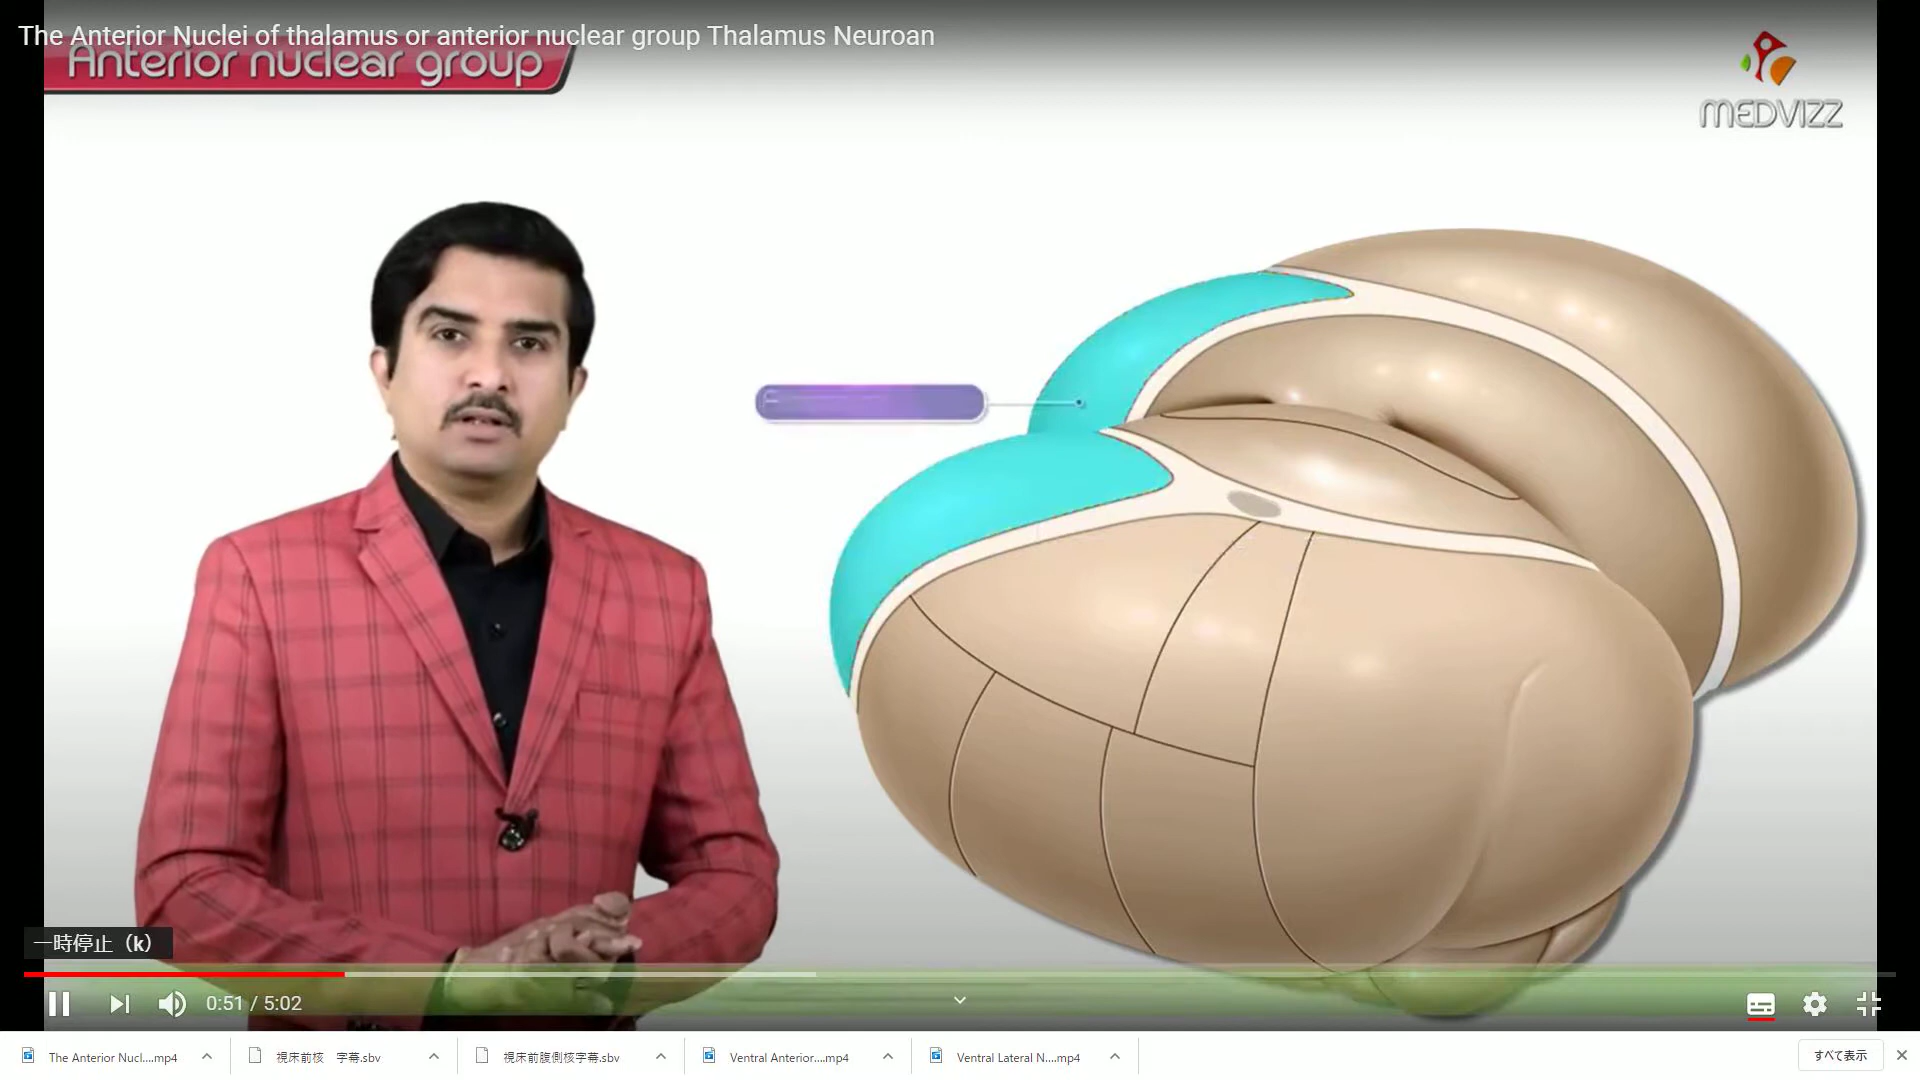 The Anterior Nuclei of thalamus or anterior nuclear group Thalamus Neuroan
Anterior nuclear group
MEDVIZZ
一時停止（k）
0:51 / 5:02
The Anterior Nucl....mp4
視床前核　字幕.sbv
視床前腹側核字幕.sbv
Ventral Anterior....mp4
Ventral Lateral N....mp4
すべて表示